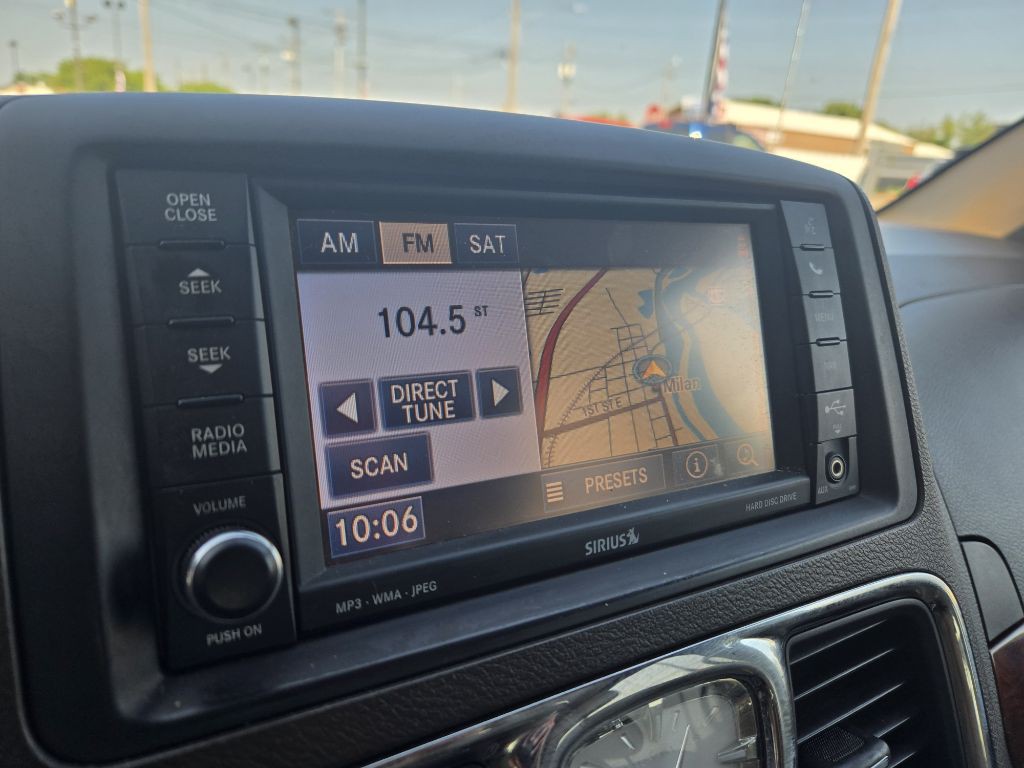 OPEN
CLOSE
SEEK
SEEK
RADIO
MEDIA
VOLUME
PUSH ON
AM
FM
SAT
104.5 ST
DIRECT
TUNE
SCAN
10:06
1ST ST E
Milan
PRESETS
i
MP3 · WMA · JPEG
SIRIUS
HARD DISC DRIVE
MENU
AUX